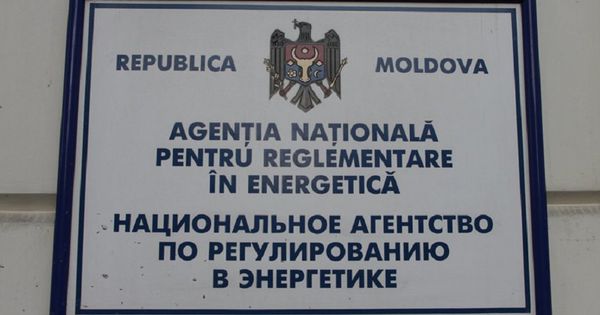 REPUBLICA MOLDOVA
AGENȚIA NAȚIONALĂ
PENTRU REGLEMENTARE
ÎN ENERGETICĂ
НАЦИОНАЛЬНОЕ АГЕНТСТВО
ПО РЕГУЛИРОВАНИЮ
В ЭНЕРГЕТИКЕ